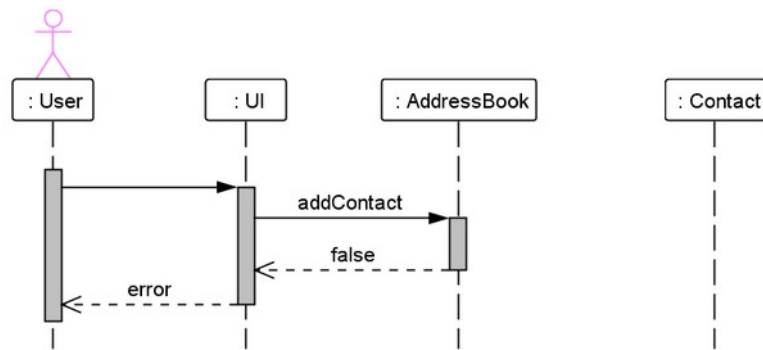 : User
: UI
: AddressBook
: Contact
addContact
false
error